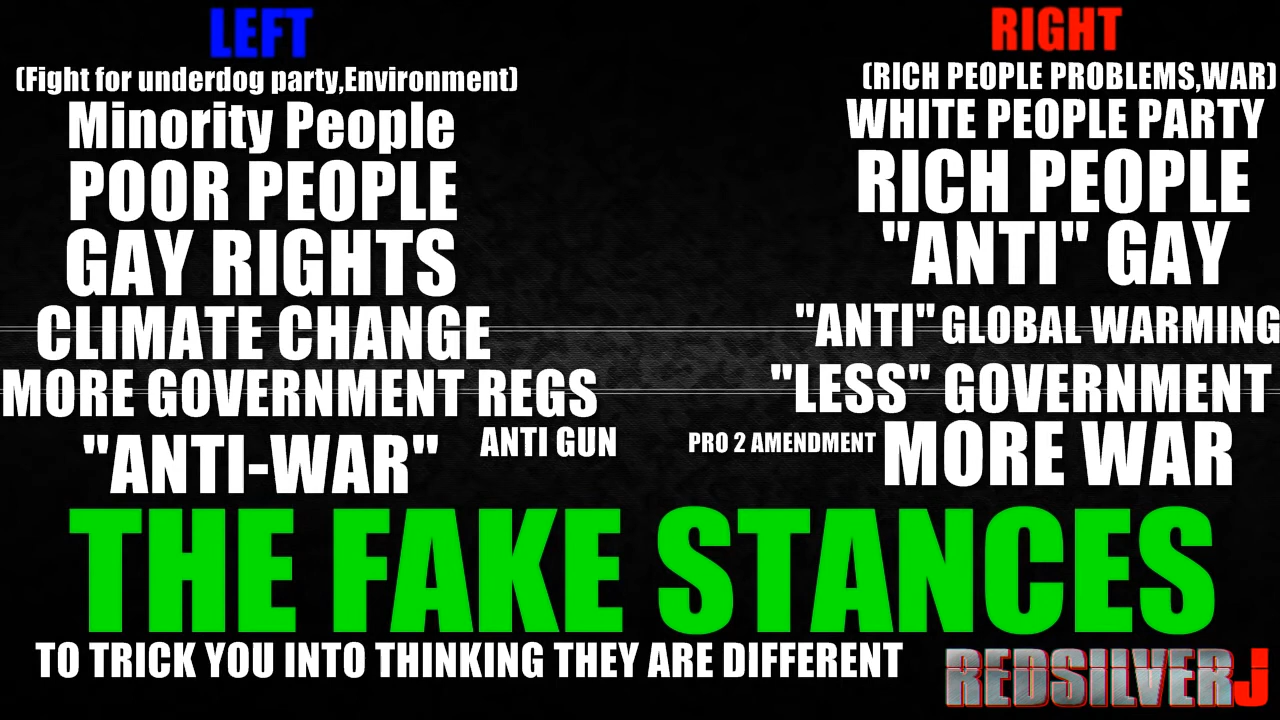 LEFT
(Fight for underdog party,Environment)
Minority People
POOR PEOPLE
GAY RIGHTS
CLIMATE CHANGE
MORE GOVERNMENT REGS
"ANTI-WAR" ANTI GUN
RIGHT
(RICH PEOPLE PROBLEMS,WAR)
WHITE PEOPLE PARTY
RICH PEOPLE
"ANTI" GAY
"ANTI" GLOBAL WARMING
"LESS" GOVERNMENT
PRO 2 AMENDMENT MORE WAR
THE FAKE STANCES
TO TRICK YOU INTO THINKING THEY ARE DIFFERENT
REDSILVERJ